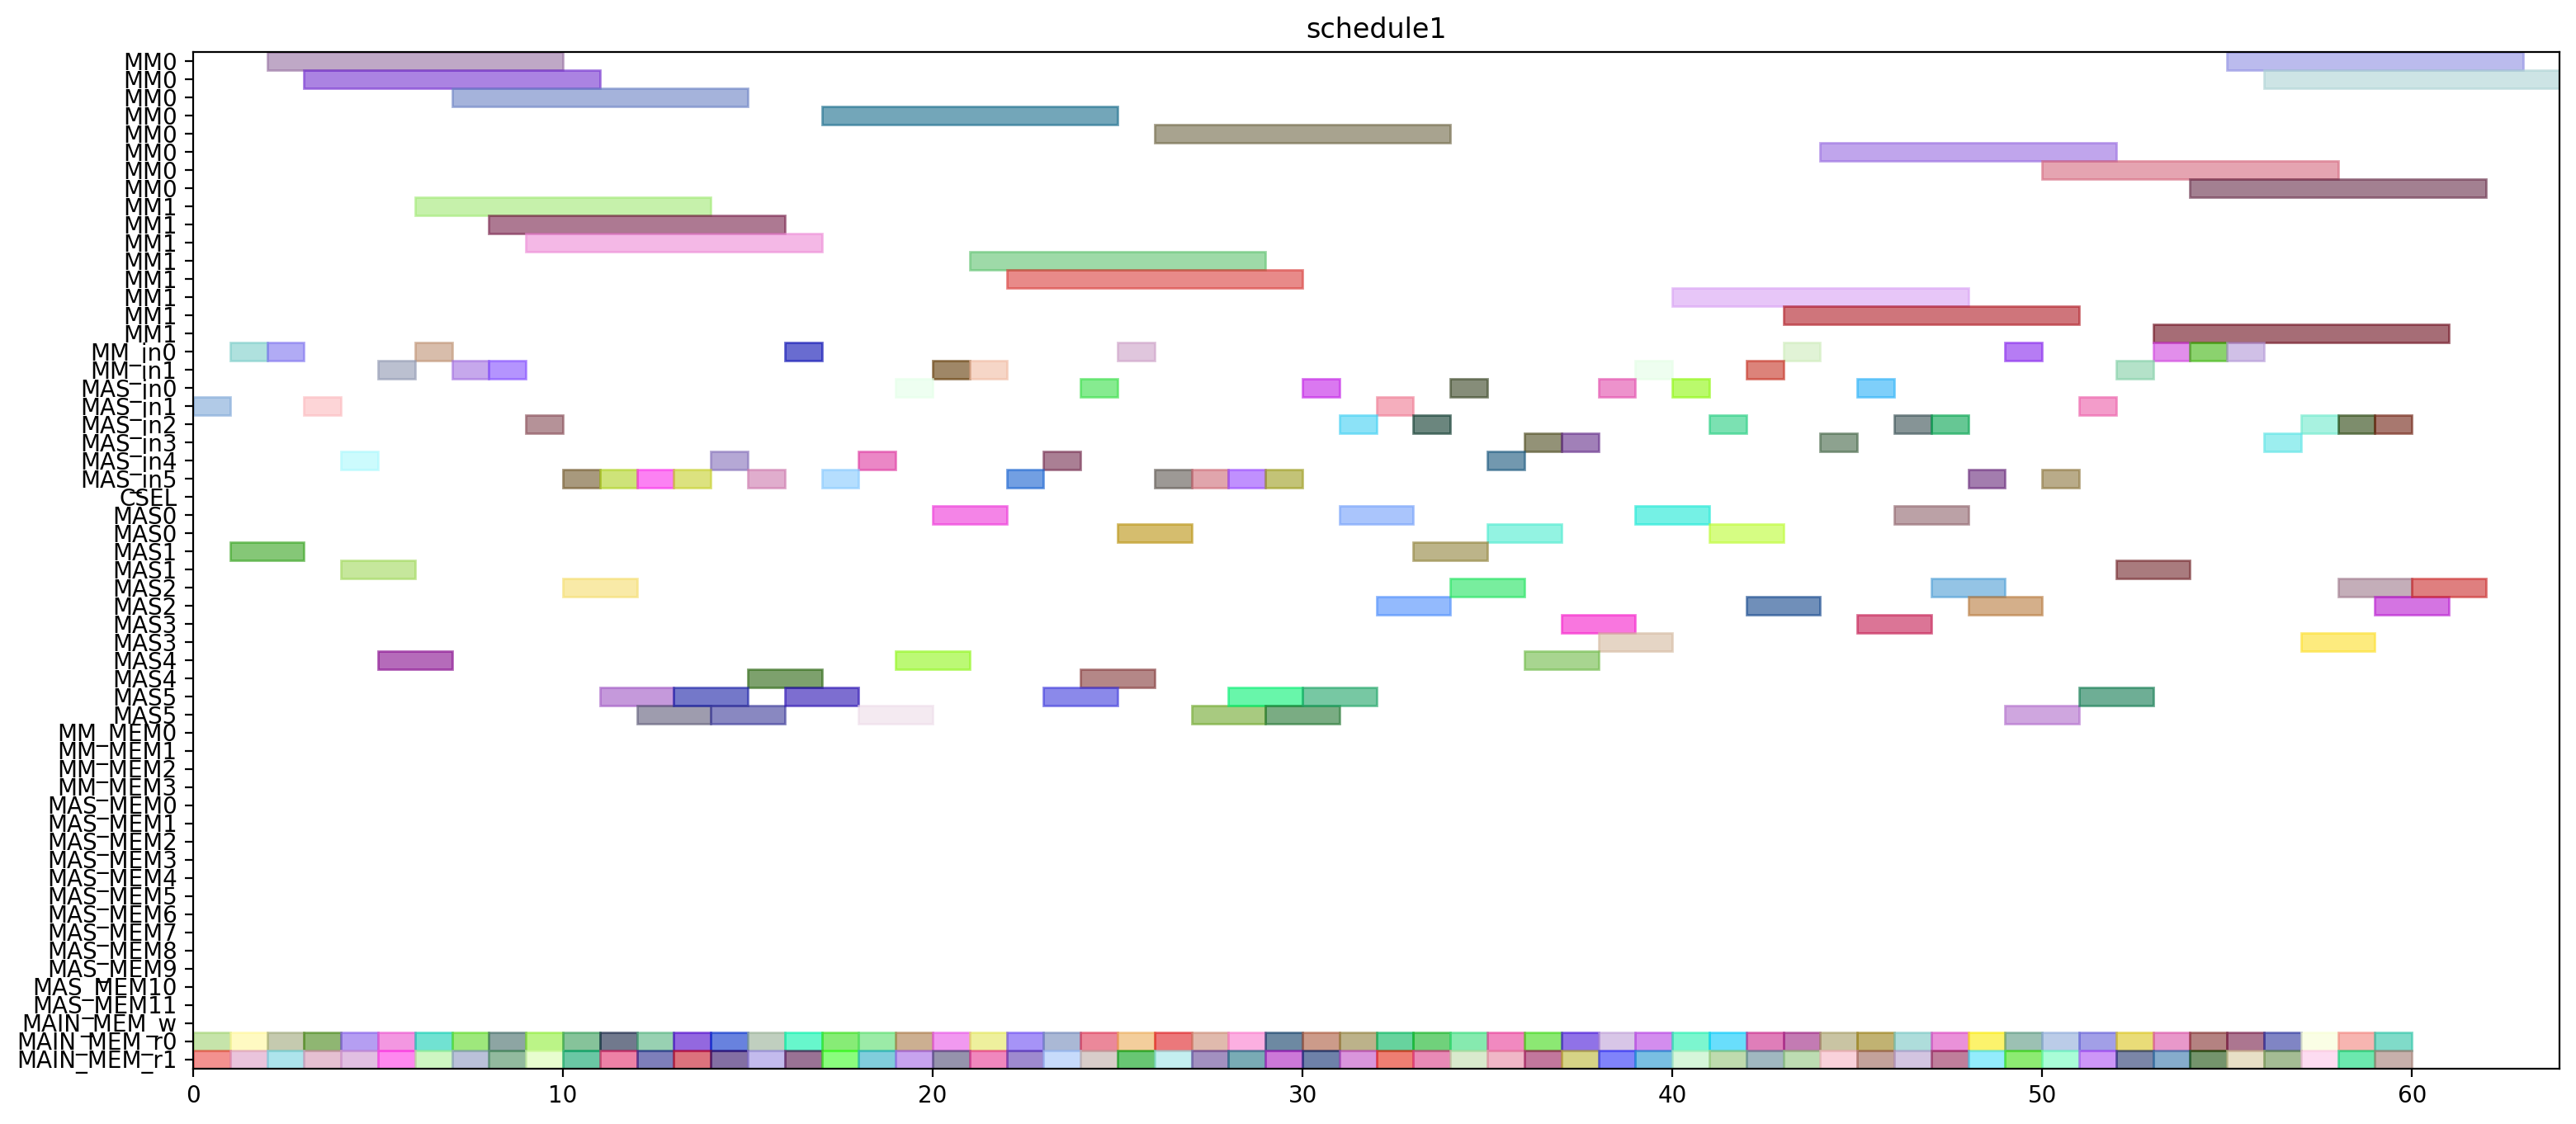 schedule1
MM0
MM0
MM0
MM0
MM0
MM0
MM0
MM0
MM1
MM1
MM1
MM1
MM1
MM1
MM1
MM1
MM_in0
MM_in1
MAS_in0
MAS_in1
MAS_in2
MAS_in3
MAS_in4
MAS_in5
CSEL
MAS0
MAS0
MAS1
MAS1
MAS2
MAS2
MAS3
MAS3
MAS4
MAS4
MAS5
MAS5
MM_MEM0
MM_MEM1
MM_MEM2
MM_MEM3
MAS_MEM0
MAS_MEM1
MAS_MEM2
MAS_MEM3
MAS_MEM4
MAS_MEM5
MAS_MEM6
MAS_MEM7
MAS_MEM8
MAS_MEM9
MAS_MEM10
MAS_MEM11
MAIN_MEM_w
MAIN_MEM_r0
MAIN_MEM_r1
0 10 20 30 40 50 60